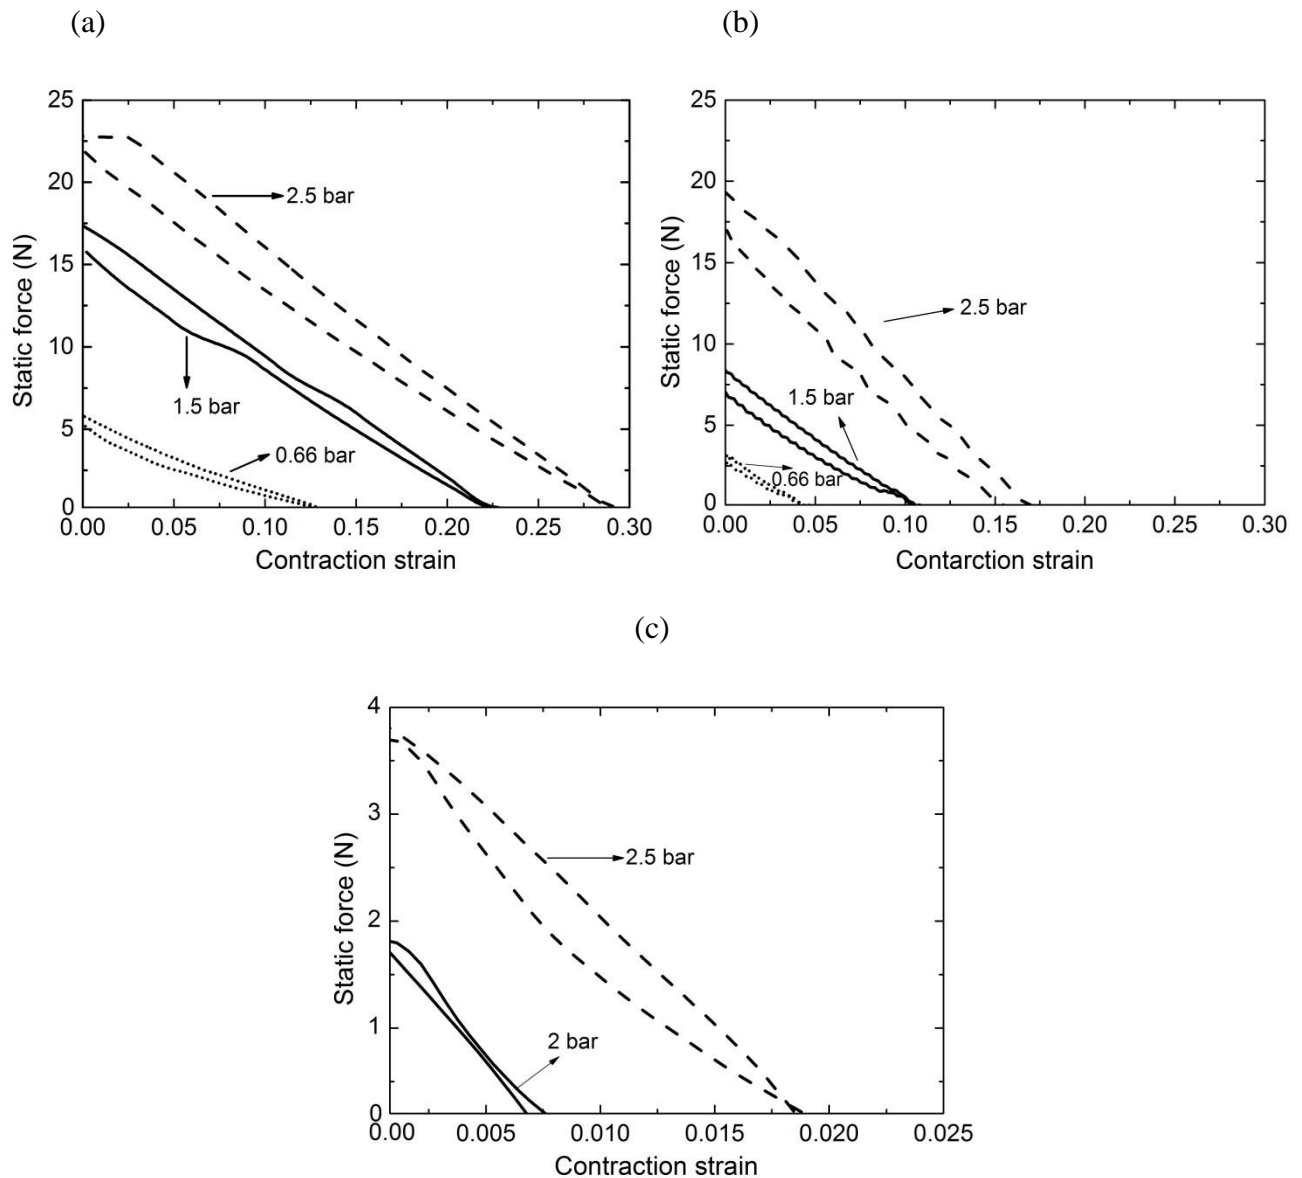 (a)
25
20
15
10
5
0
Static force (N)
2.5 bar
1.5 bar
0.66 bar
0.00 0.05 0.10 0.15 0.20 0.25 0.30
Contraction strain
(b)
25
20
15
10
5
0
Static force (N)
2.5 bar
1.5 bar
0.66 bar
0.00 0.05 0.10 0.15 0.20 0.25 0.30
Contarction strain
(c)
4
3
2
1
0
Static force (N)
2.5 bar
2 bar
0.00 0.005 0.010 0.015 0.020 0.025
Contraction strain